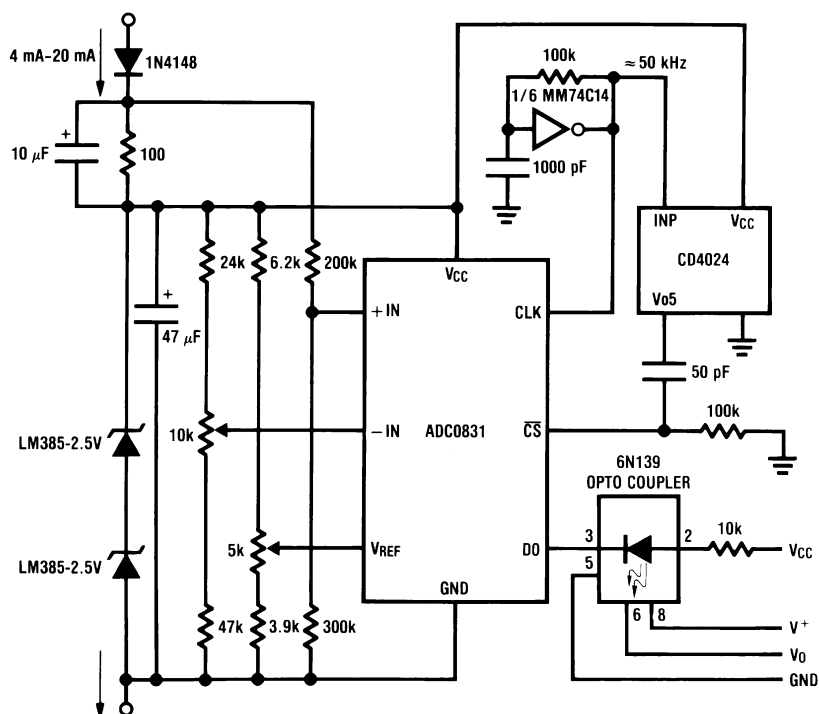 4 mA–20 mA
1N4148
100k
≈ 50 kHz
1/6 MM74C14
+
10 μF
100
1000 pF
INP
VCC
CD4024
24k
6.2k
200k
VCC
+IN
CLK
VO5
+
47 μF
50 pF
LM385-2.5V
10k
–IN
ADC0831
CS
100k
6N139
OPTO COUPLER
LM385-2.5V
5k
VREF
DO
3
2
10k
VCC
5
GND
47k
3.9k
300k
6
8
V+
VO
GND